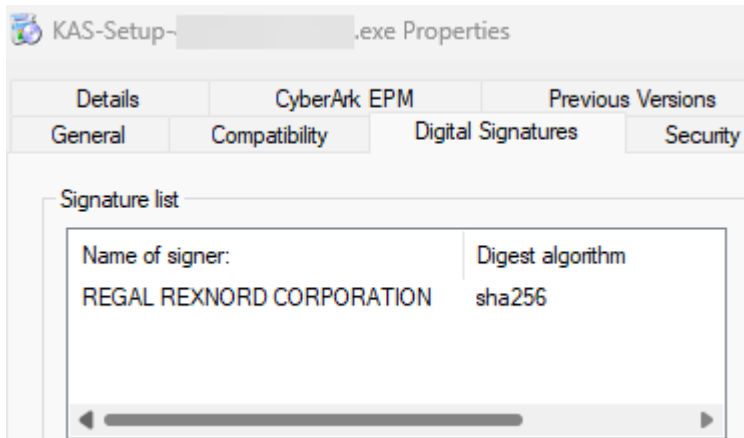 KAS-Setup- .exe Properties
Details CyberArk EPM Previous Versions
General Compatibility Digital Signatures Security
Signature list
Name of signer: Digest algorithm
REGAL REXNORD CORPORATION sha256